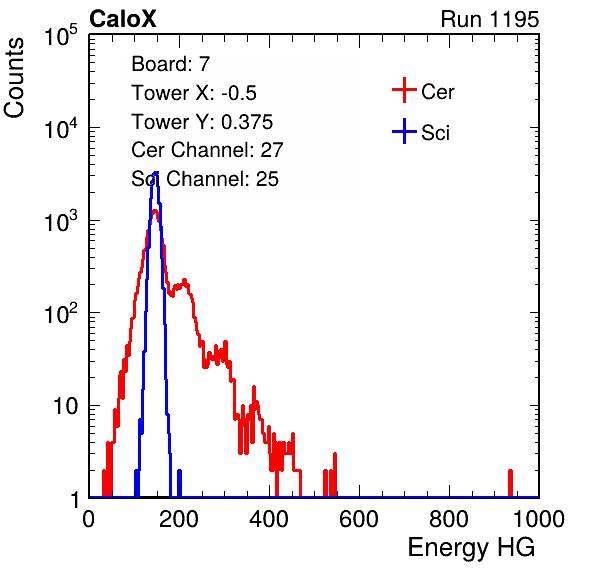 CaloX Run 1195
Counts
Board: 7
Tower X: -0.5
Tower Y: 0.375
Cer Channel: 27
Sci Channel: 25
Cer
Sci
10^5
10^4
10^3
10^2
10
1
0 200 400 600 800 1000
Energy HG